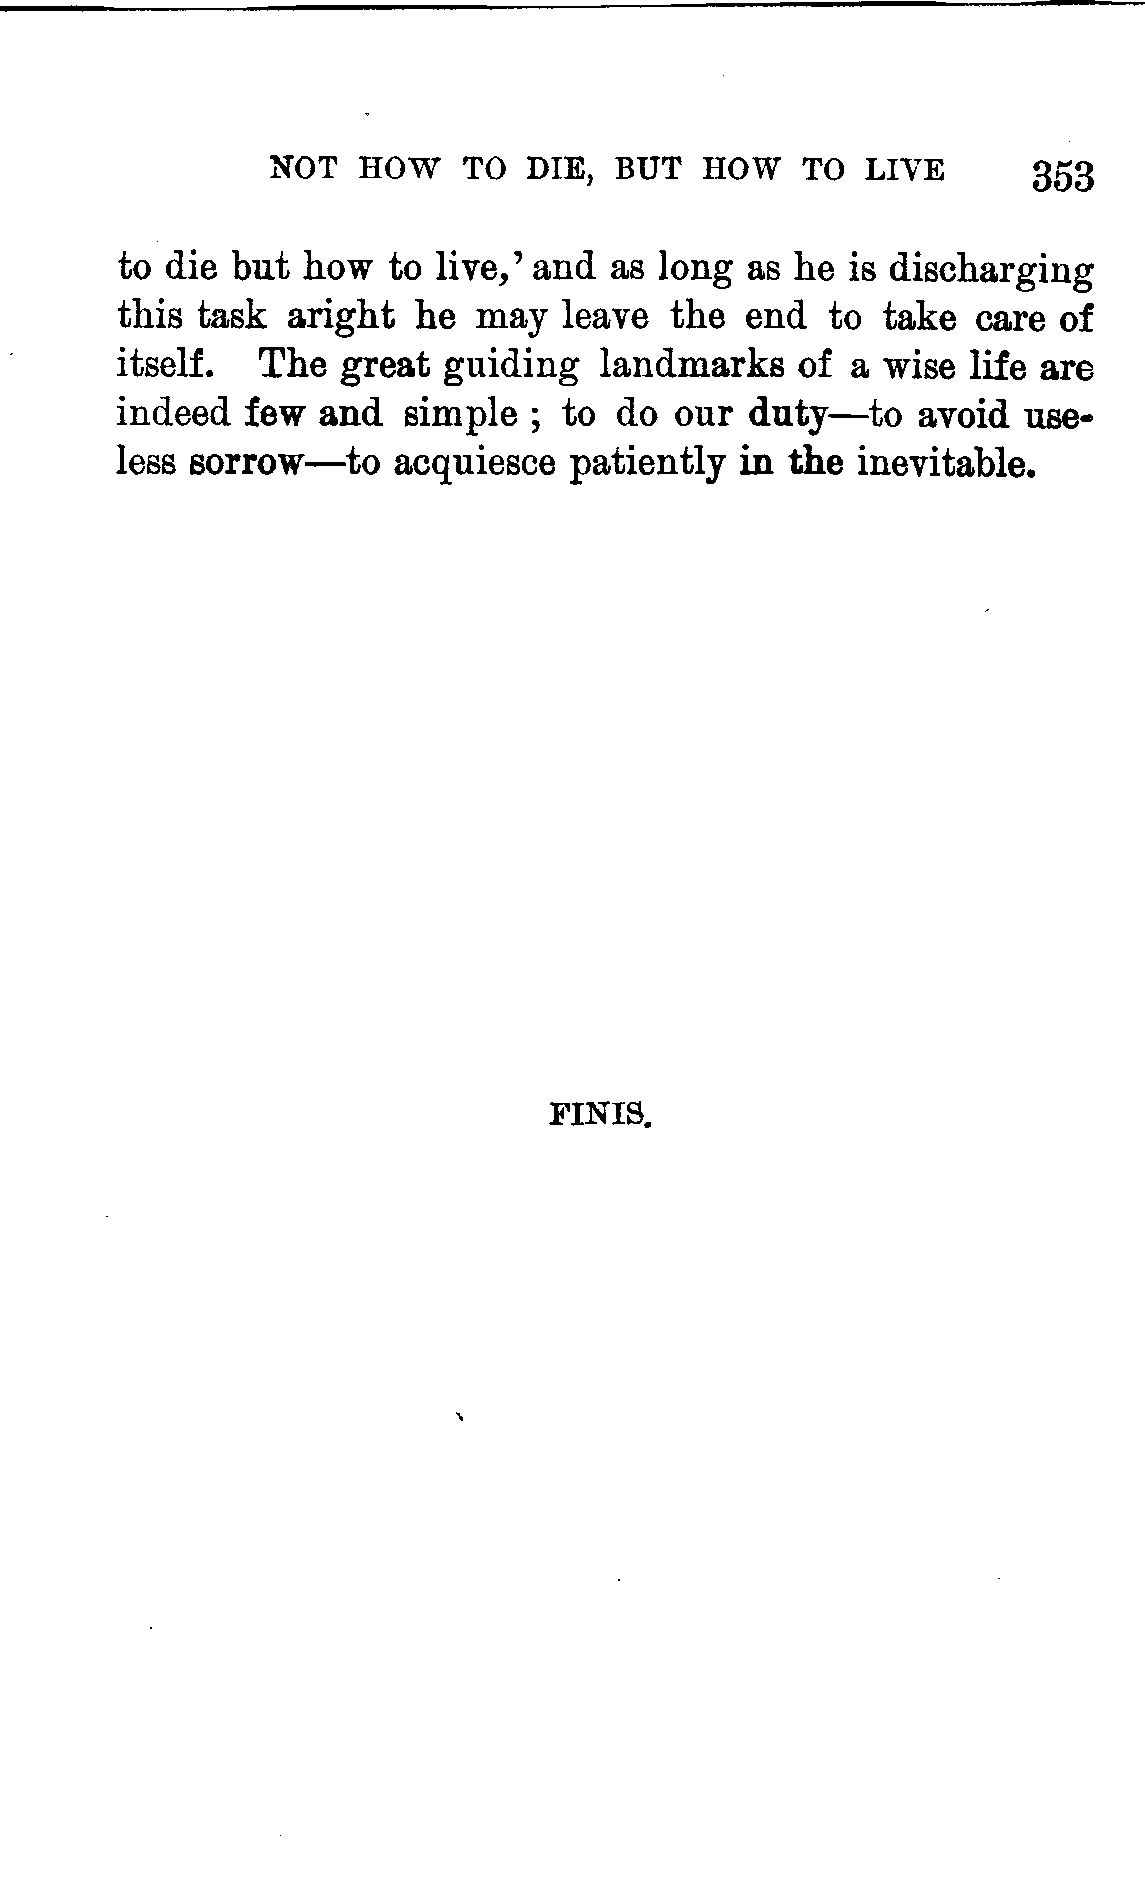 NOT HOW TO DIE, BUT HOW TO LIVE 353
to die but how to live,' and as long as he is discharging
this task aright he may leave the end to take care of
itself. The great guiding landmarks of a wise life are
indeed few and simple ; to do our duty—to avoid use-
less sorrow—to acquiesce patiently in the inevitable.
FINIS.